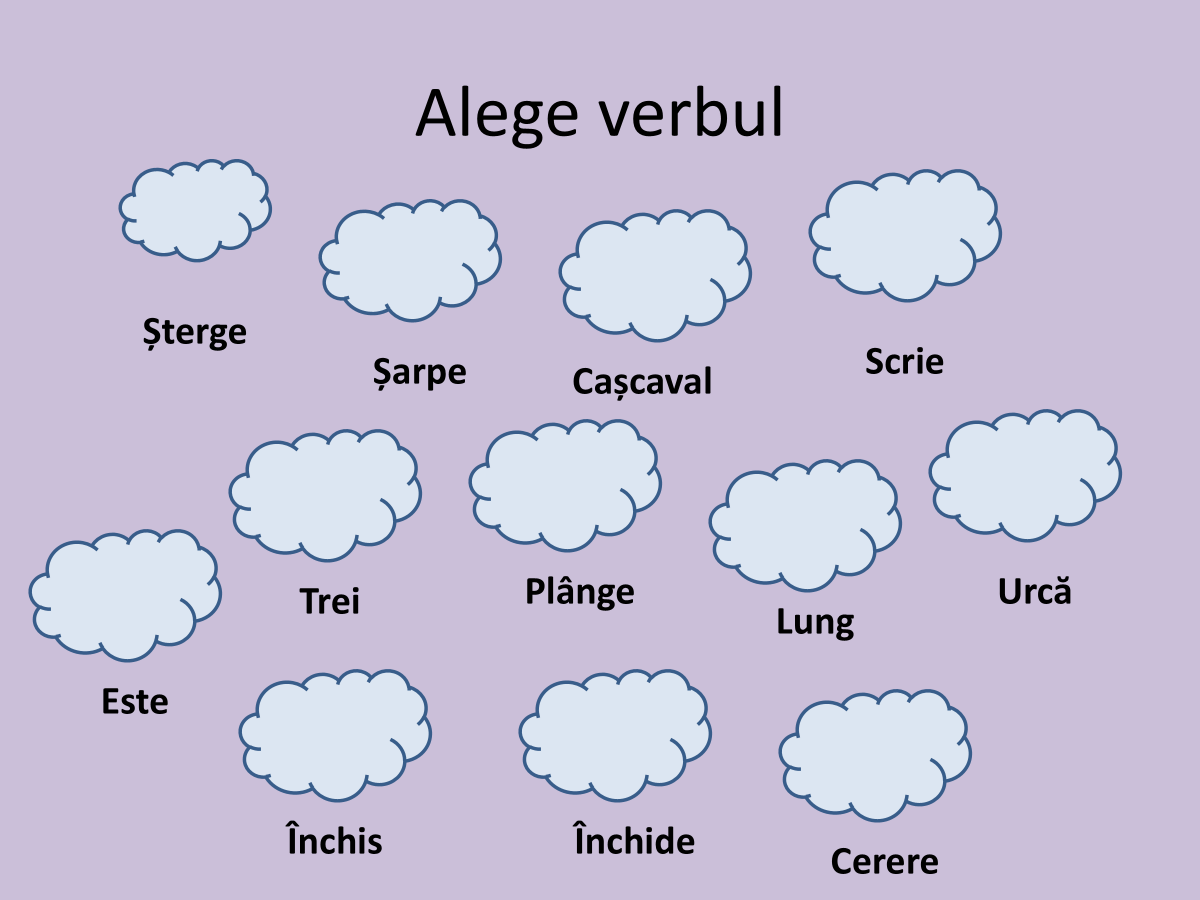 Alege verbul
Șterge
Șarpe
Cașcaval
Scrie
Trei
Plânge
Lung
Urcă
Este
Închis
Închide
Cerere